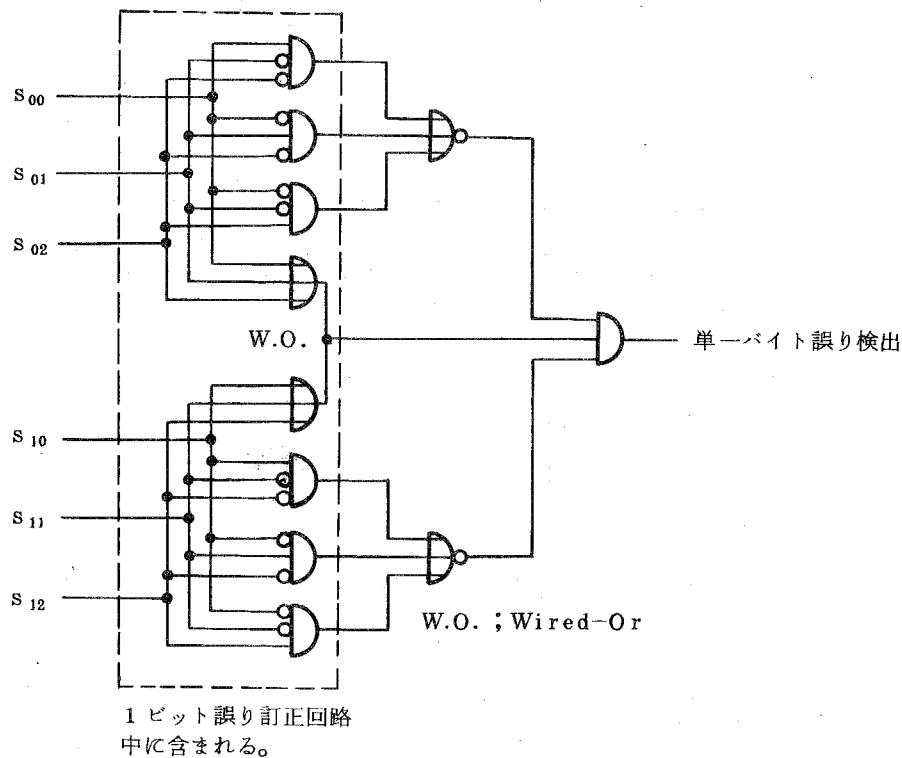 S00
S01
S02
W.O.
単一バイト誤り検出
S10
S11
S12
W.O. ; Wired-Or
1 ビット誤り訂正回路
中に含まれる。